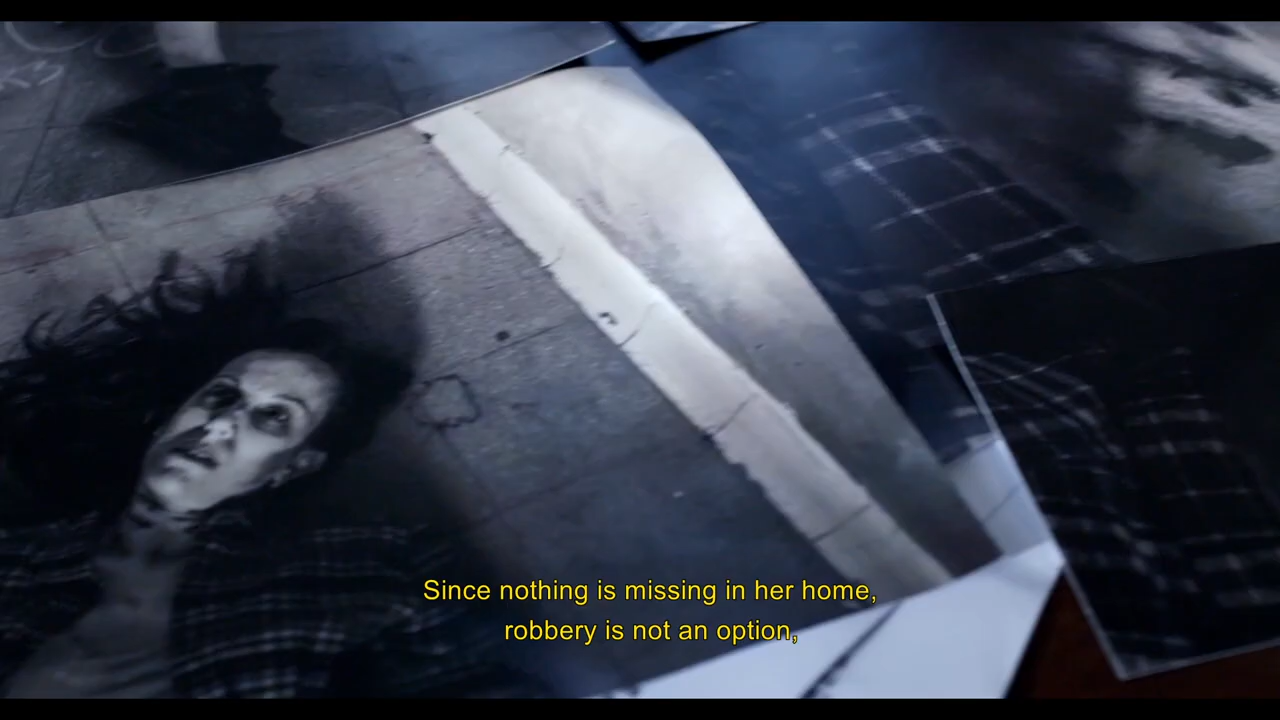 Since nothing is missing in her home,
robbery is not an option,